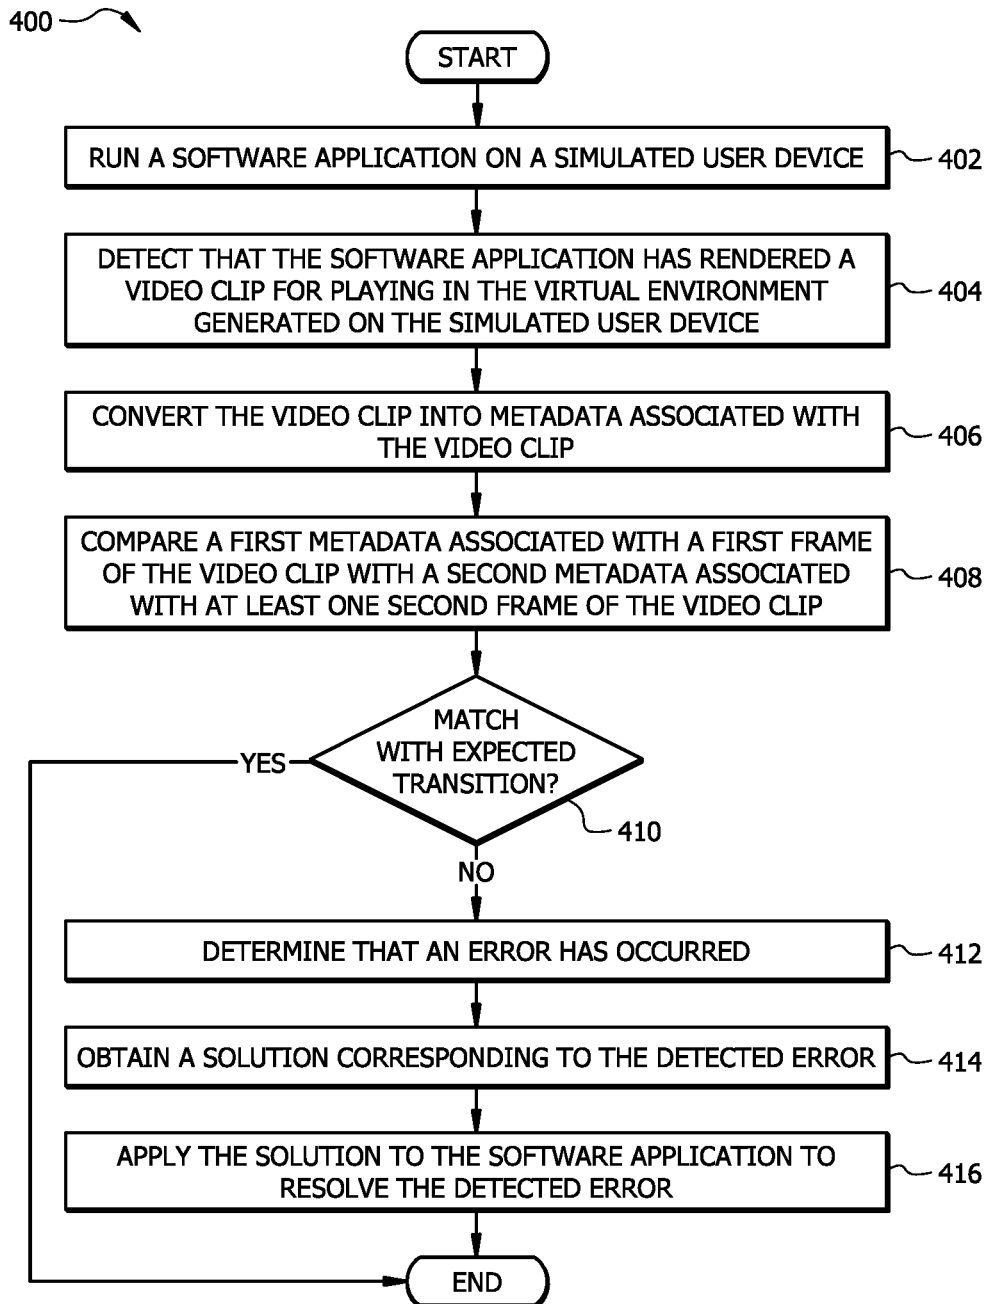 400
START
RUN A SOFTWARE APPLICATION ON A SIMULATED USER DEVICE
402
DETECT THAT THE SOFTWARE APPLICATION HAS RENDERED A
VIDEO CLIP FOR PLAYING IN THE VIRTUAL ENVIRONMENT
GENERATED ON THE SIMULATED USER DEVICE
404
CONVERT THE VIDEO CLIP INTO METADATA ASSOCIATED WITH
THE VIDEO CLIP
406
COMPARE A FIRST METADATA ASSOCIATED WITH A FIRST FRAME
OF THE VIDEO CLIP WITH A SECOND METADATA ASSOCIATED
WITH AT LEAST ONE SECOND FRAME OF THE VIDEO CLIP
408
MATCH
WITH EXPECTED
TRANSITION?
YES
410
NO
DETERMINE THAT AN ERROR HAS OCCURRED
412
OBTAIN A SOLUTION CORRESPONDING TO THE DETECTED ERROR
414
APPLY THE SOLUTION TO THE SOFTWARE APPLICATION TO
RESOLVE THE DETECTED ERROR
416
END